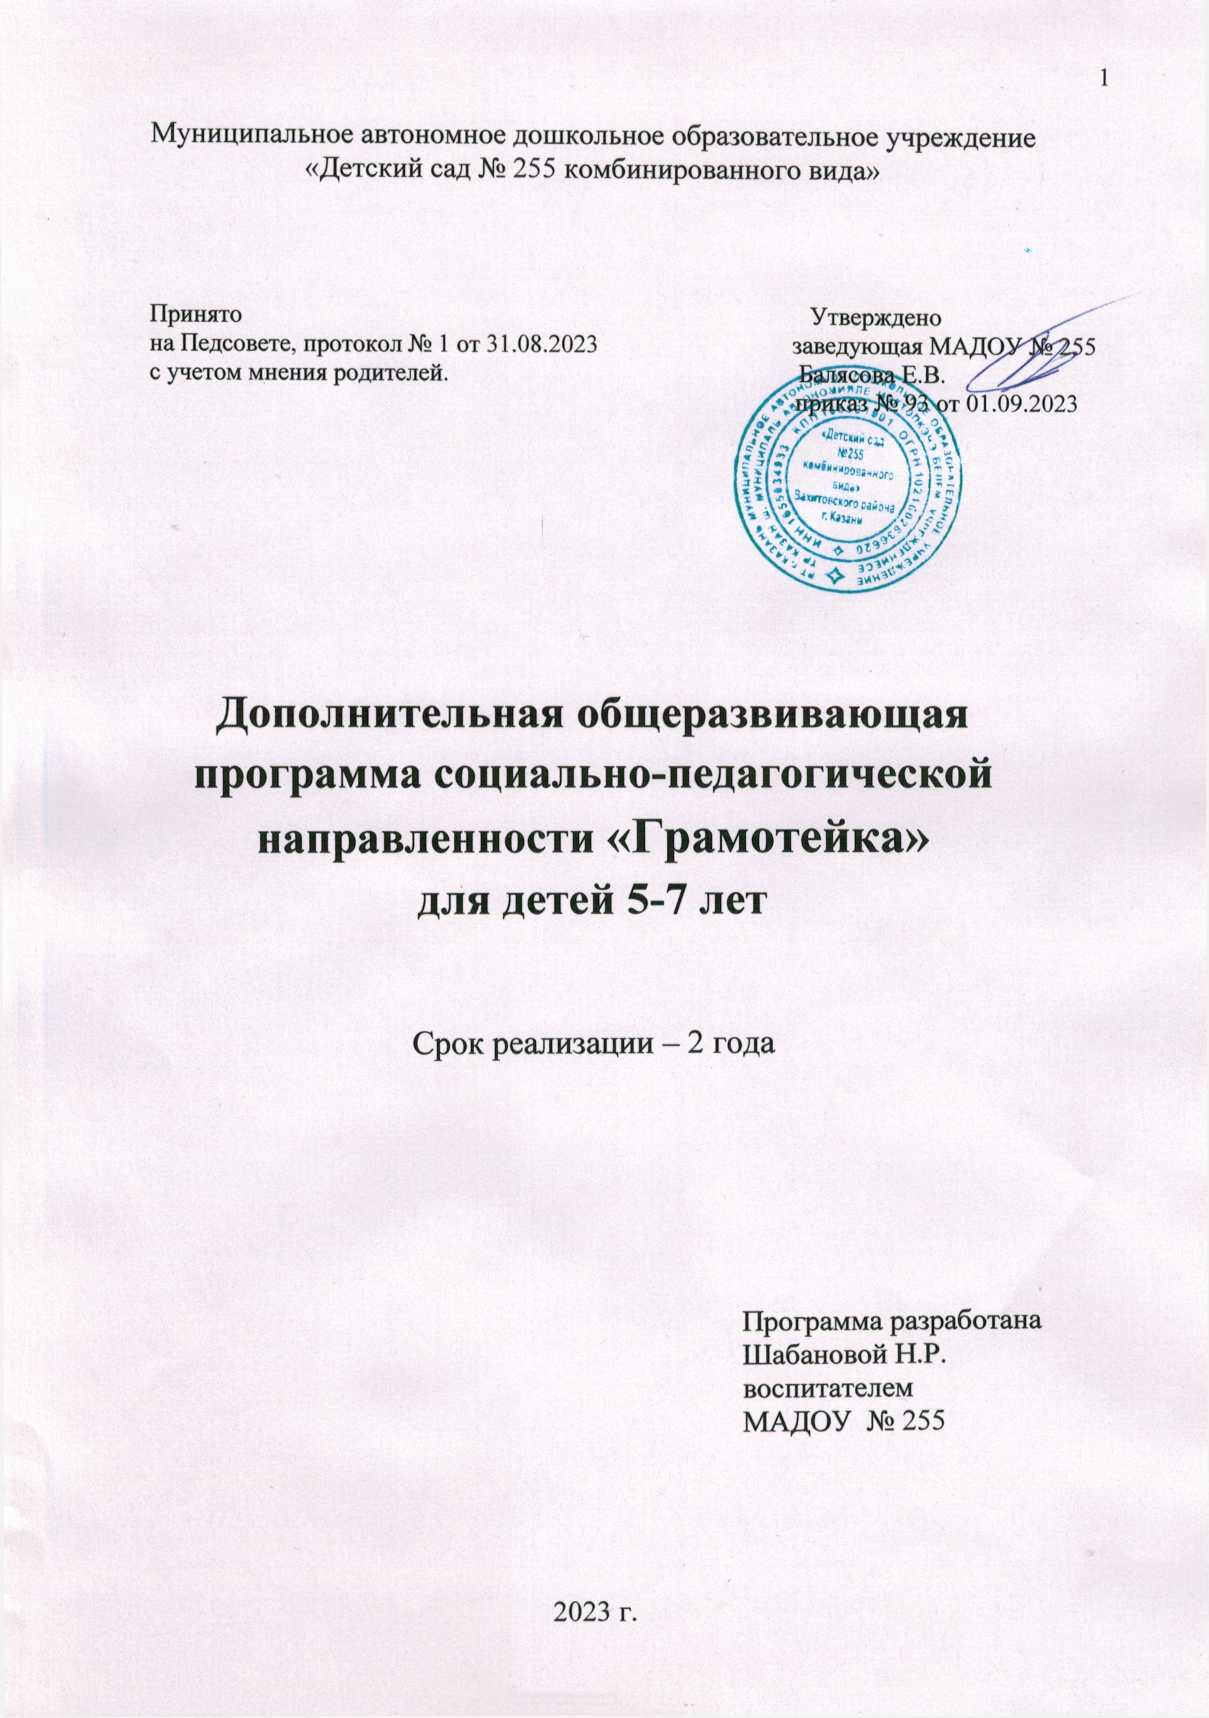 1
Муниципальное автономное дошкольное образовательное учреждение
«Детский сад № 255 комбинированного вида»
Принято
на Педсовете, протокол № 1 от 31.08.2023
с учетом мнения родителей.
Утверждено
заведующая МАДОУ № 255
Балясова Е.В.
приказ № 93 от 01.09.2023
«Детский сад
№255
комбинированного
вида»
Вахитовского района
г. Казани
Дополнительная общеразвивающая
программа социально-педагогической
направленности «Грамотейка»
для детей 5-7 лет
Срок реализации – 2 года
Программа разработана
Шабановой Н.Р.
воспитателем
МАДОУ № 255
2023 г.